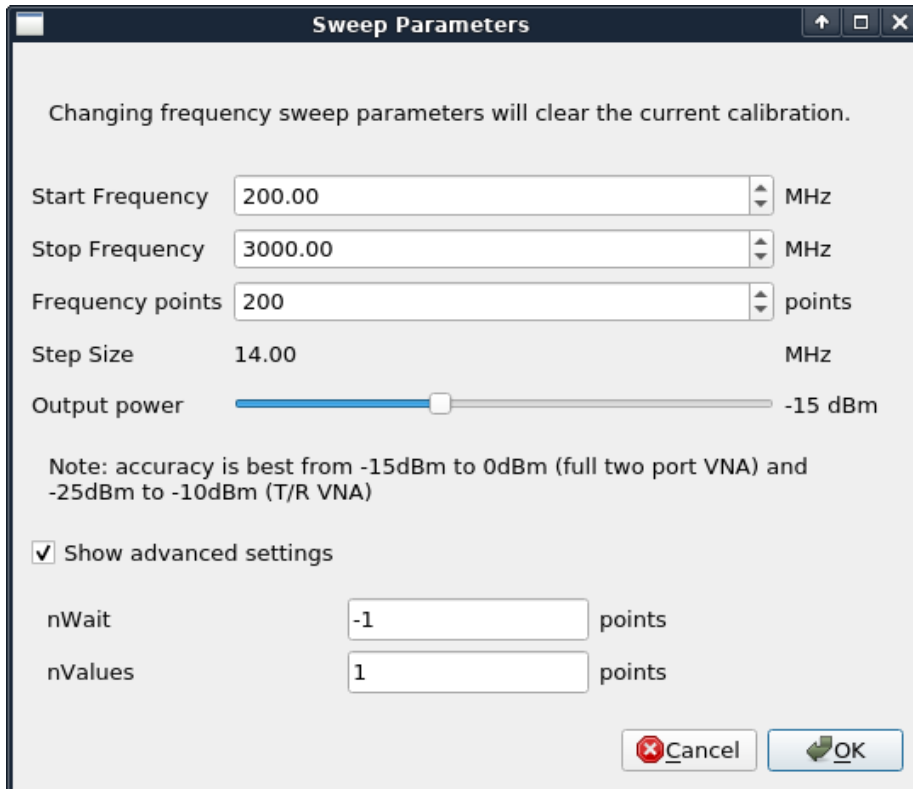 Sweep Parameters
Changing frequency sweep parameters will clear the current calibration.
Start Frequency 200.00 MHz
Stop Frequency 3000.00 MHz
Frequency points 200 points
Step Size 14.00 MHz
Output power -15 dBm
Note: accuracy is best from -15dBm to 0dBm (full two port VNA) and
-25dBm to -10dBm (T/R VNA)
Show advanced settings
nWait -1 points
nValues 1 points
Cancel OK